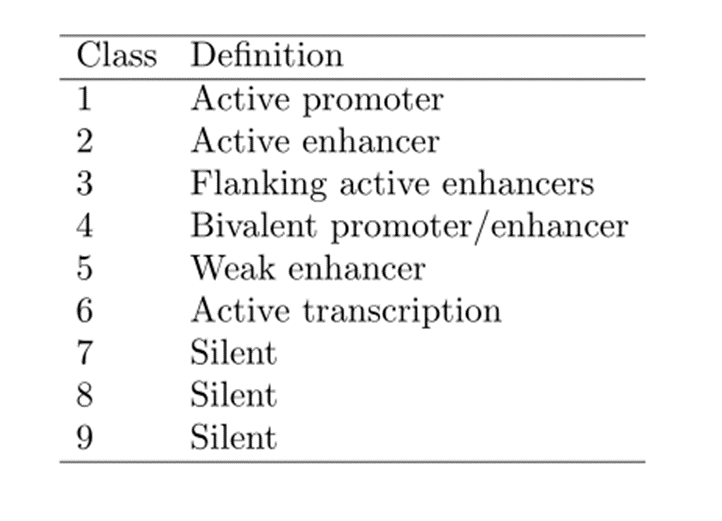 Class Definition
1 Active promoter
2 Active enhancer
3 Flanking active enhancers
4 Bivalent promoter/enhancer
5 Weak enhancer
6 Active transcription
7 Silent
8 Silent
9 Silent